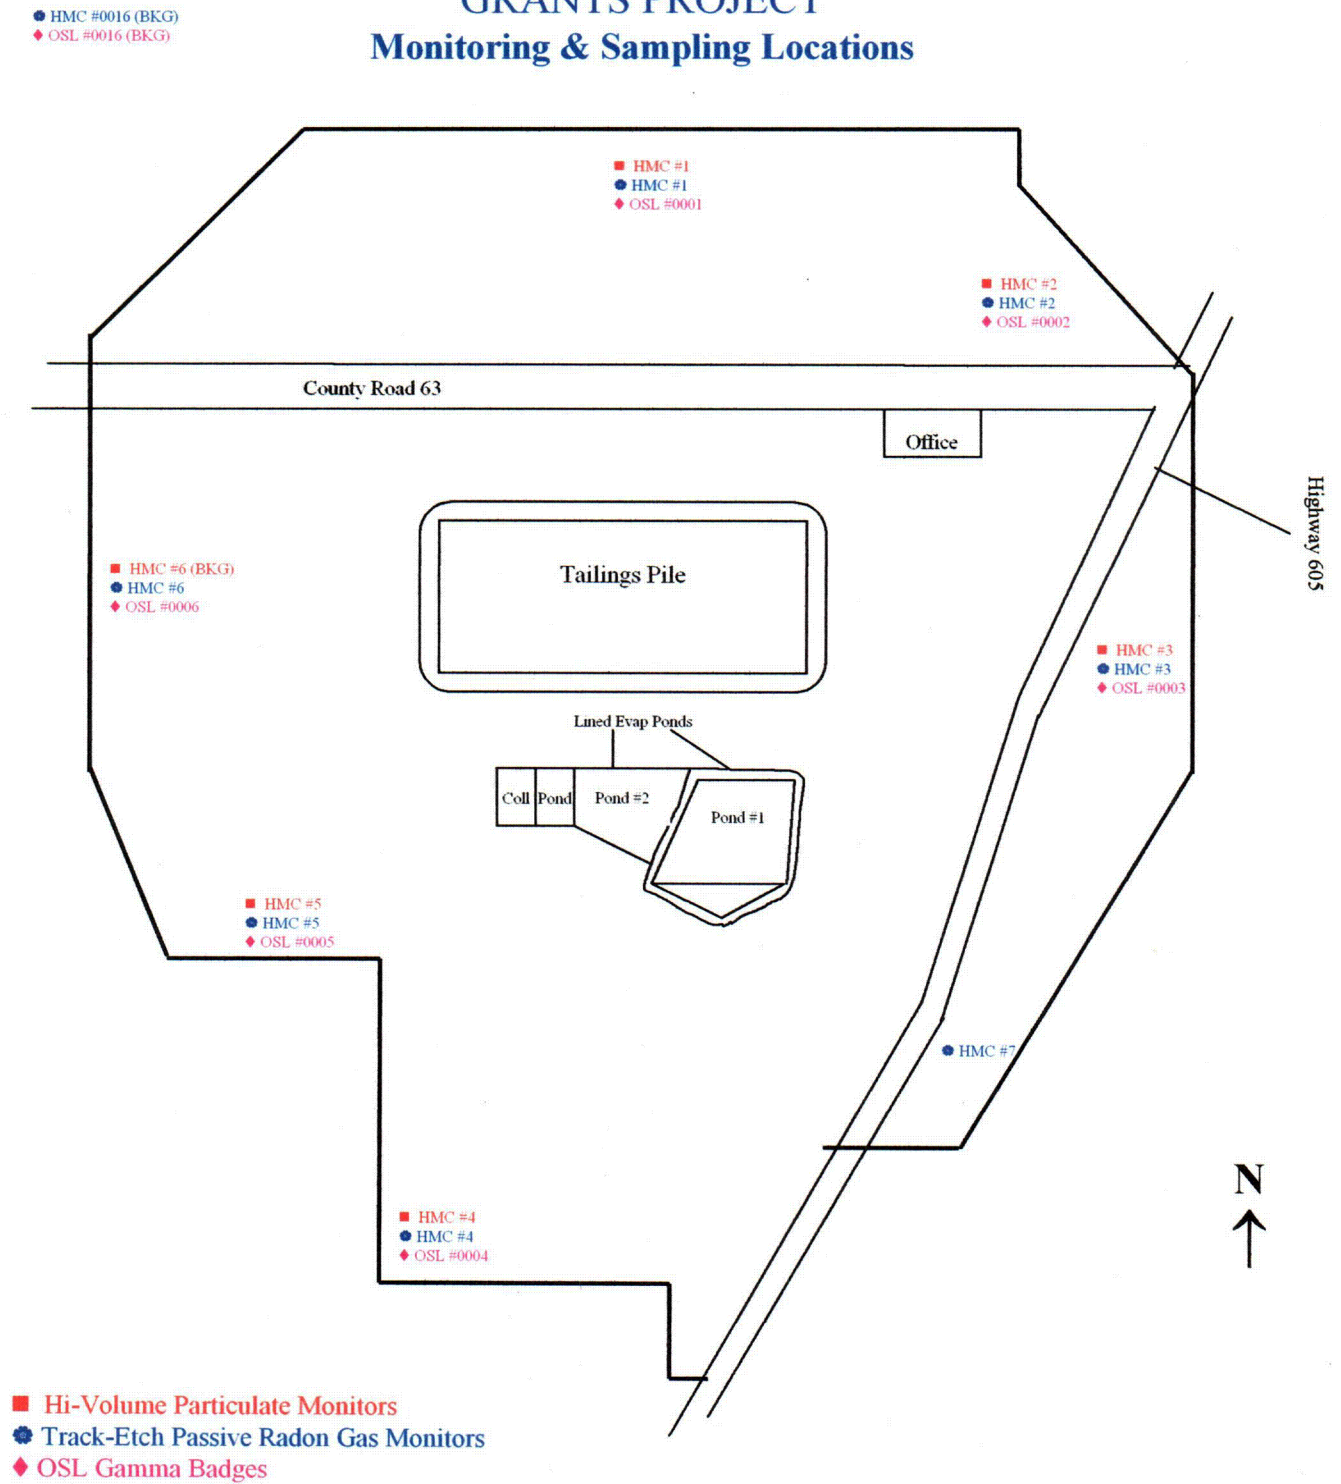 GRANTS PROJECT
HMC #0016 (BKG)
OSL #0016 (BKG)
Monitoring & Sampling Locations
HMC #1
HMC #1
OSL #0001
HMC #2
HMC #2
OSL #0002
County Road 63
Office
Highway 605
Tailings Pile
HMC #6 (BKG)
HMC #6
OSL #0006
HMC #3
HMC #3
OSL #0003
Lined Evap Ponds
Coll Pond Pond #2
Pond #1
HMC #5
HMC #5
OSL #0005
HMC #7
N
HMC #4
HMC #4
OSL #0004
Hi-Volume Particulate Monitors
Track-Etch Passive Radon Gas Monitors
OSL Gamma Badges